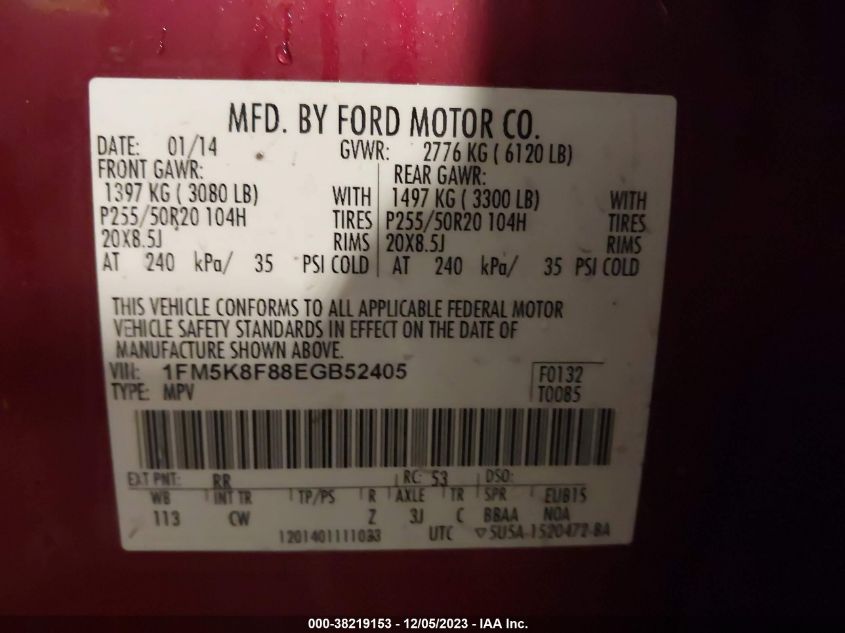 MFD. BY FORD MOTOR CO.
DATE: 01/14 GVWR: 2776 KG ( 6120 LB)
FRONT GAWR: REAR GAWR:
1397 KG ( 3080 LB) WITH 1497 KG ( 3300 LB) WITH
P255/50R20 104H TIRES P255/50R20 104H TIRES
20X8.5J RIMS 20X8.5J RIMS
AT 240 kPa/ 35 PSI COLD AT 240 kPa/ 35 PSI COLD
THIS VEHICLE CONFORMS TO ALL APPLICABLE FEDERAL MOTOR
VEHICLE SAFETY STANDARDS IN EFFECT ON THE DATE OF
MANUFACTURE SHOWN ABOVE.
VIN: 1FM5K8F88EGB52405 F0132
TYPE: MPV T0085
EXT PNT: RR RC: 53 DSO:
WB INT TR TP/PS R AXLE TR SPR EUB15
113 CW Z 3J C BBAA NOA
1201401111033 UTC ▽5U5A-1520472-BA
000-38219153 - 12/05/2023 - IAA Inc.